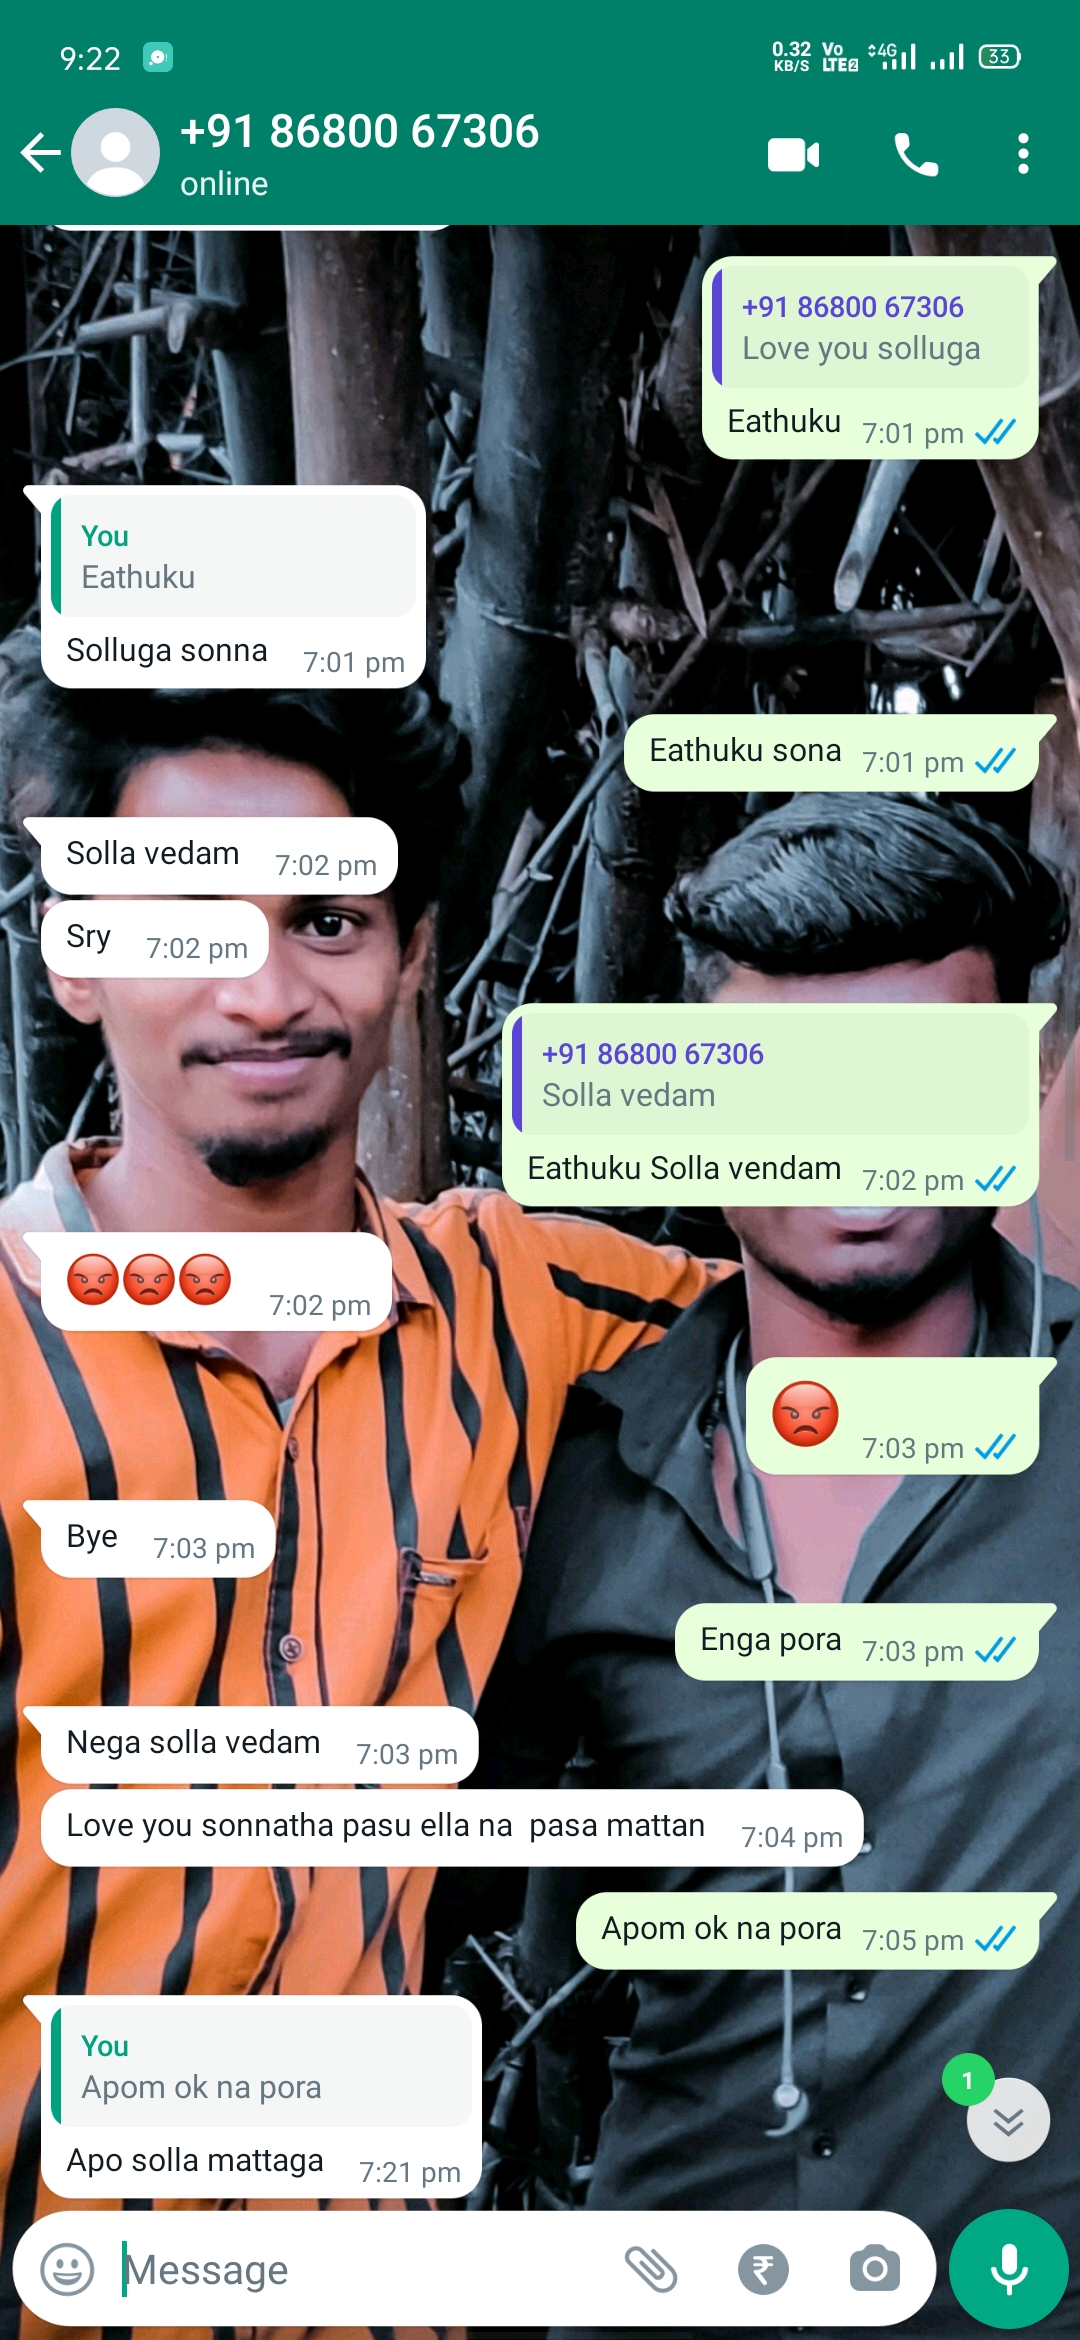 9:22
0.32 KB/S Vo LTE2 4G 33
+91 86800 67306
online
+91 86800 67306
Love you solluga
Eathuku 7:01 pm
You
Eathuku
Solluga sonna 7:01 pm
Eathuku sona 7:01 pm
Solla vedam 7:02 pm
Sry 7:02 pm
+91 86800 67306
Solla vedam
Eathuku Solla vendam 7:02 pm
😡😡😡 7:02 pm
😡 7:03 pm
Bye 7:03 pm
Enga pora 7:03 pm
Nega solla vedam 7:03 pm
Love you sonnatha pasu ella na  pasa mattan 7:04 pm
Apom ok na pora 7:05 pm
You
Apom ok na pora
Apo solla mattaga 7:21 pm
1
Message
₹